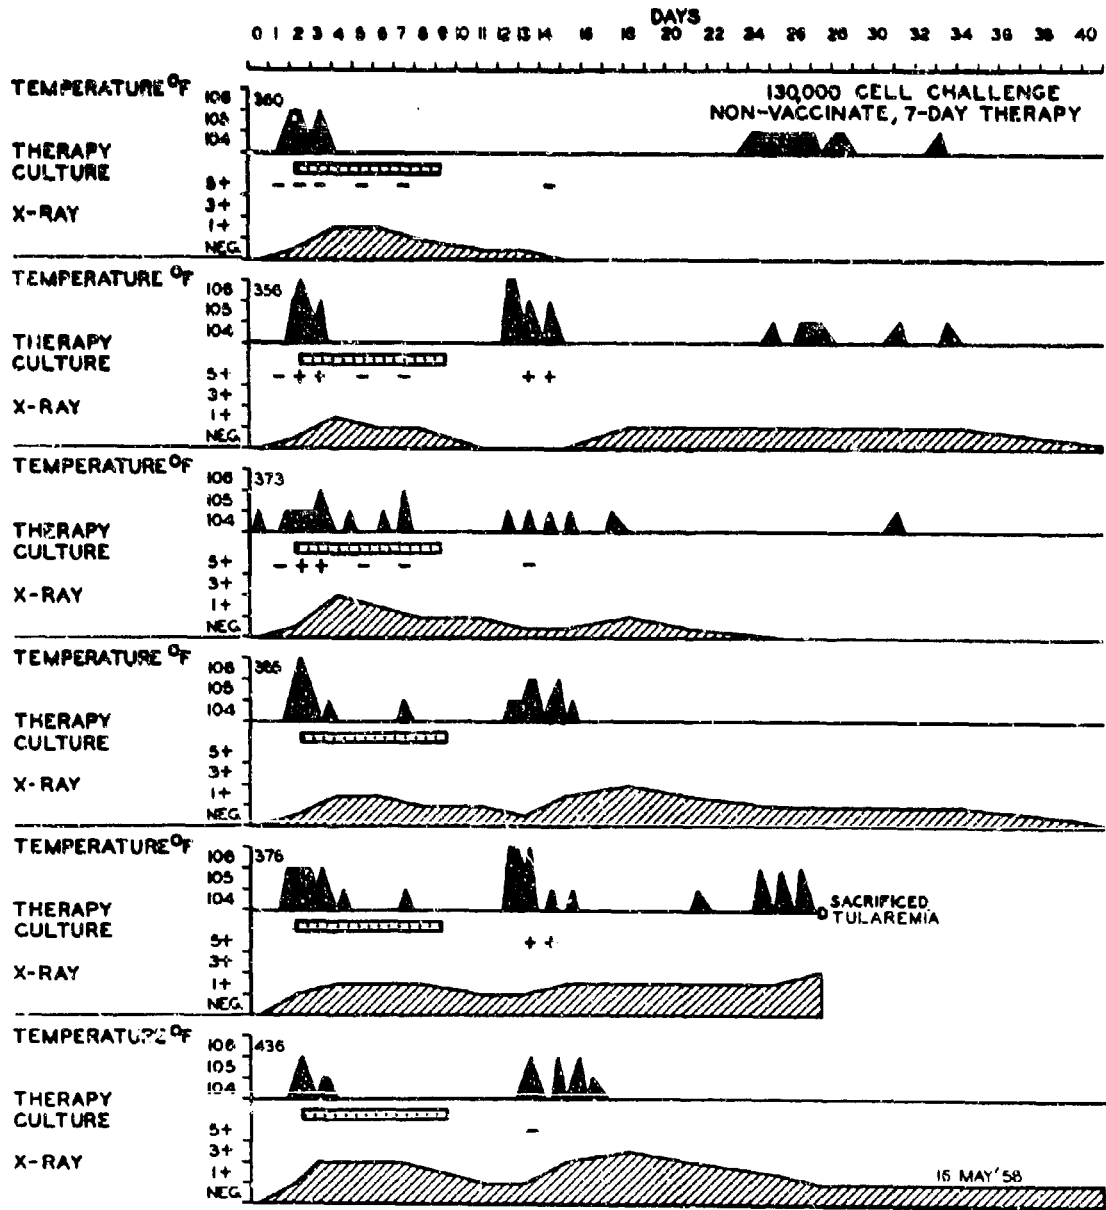 DAYS
0 1 2 3 4 5 6 7 8 9 10 11 12 13 14 16 18 20 22 24 26 28 30 31 34 36 38 40
130,000 CELL CHALLENGE
NON-VACCINATE, 7-DAY THERAPY
TEMPERATURE °F 106 360
105
104
THERAPY
CULTURE 5+ - - - - - -
3+
X-RAY 1+
NEG.
TEMPERATURE °F 106 356
105
104
THERAPY
CULTURE 5+ - + + - - + +
3+
X-RAY 1+
NEG.
TEMPERATURE °F 106 373
105
104
THERAPY
CULTURE 5+ - + + - - -
3+
X-RAY 1+
NEG.
TEMPERATURE °F 106 385
105
104
THERAPY
CULTURE 5+
3+
X-RAY 1+
NEG.
TEMPERATURE °F 106 376
105
104
SACRIFICED
THERAPY TULAREMIA
CULTURE 5+ + +
3+
X-RAY 1+
NEG.
TEMPERATURE °F 106 436
105
104
THERAPY
CULTURE 5+ -
3+
X-RAY 1+
NEG.
15 MAY '58